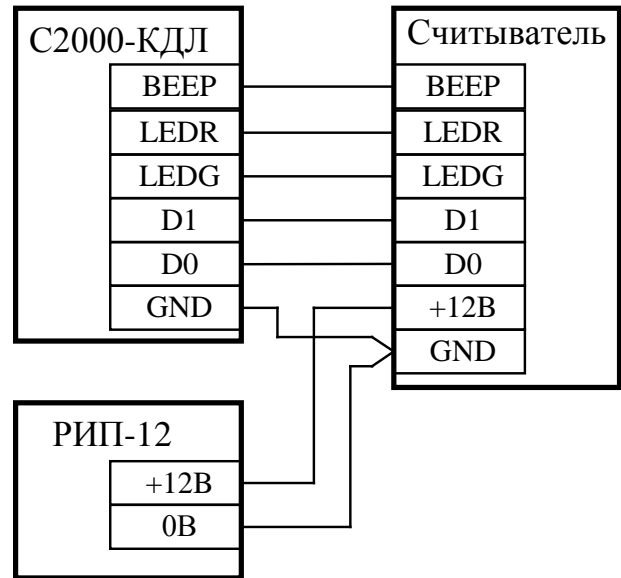 С2000-КДЛ
BEEP
LEDR
LEDG
D1
D0
GND
Считыватель
BEEP
LEDR
LEDG
D1
D0
+12В
GND
РИП-12
+12В
0В